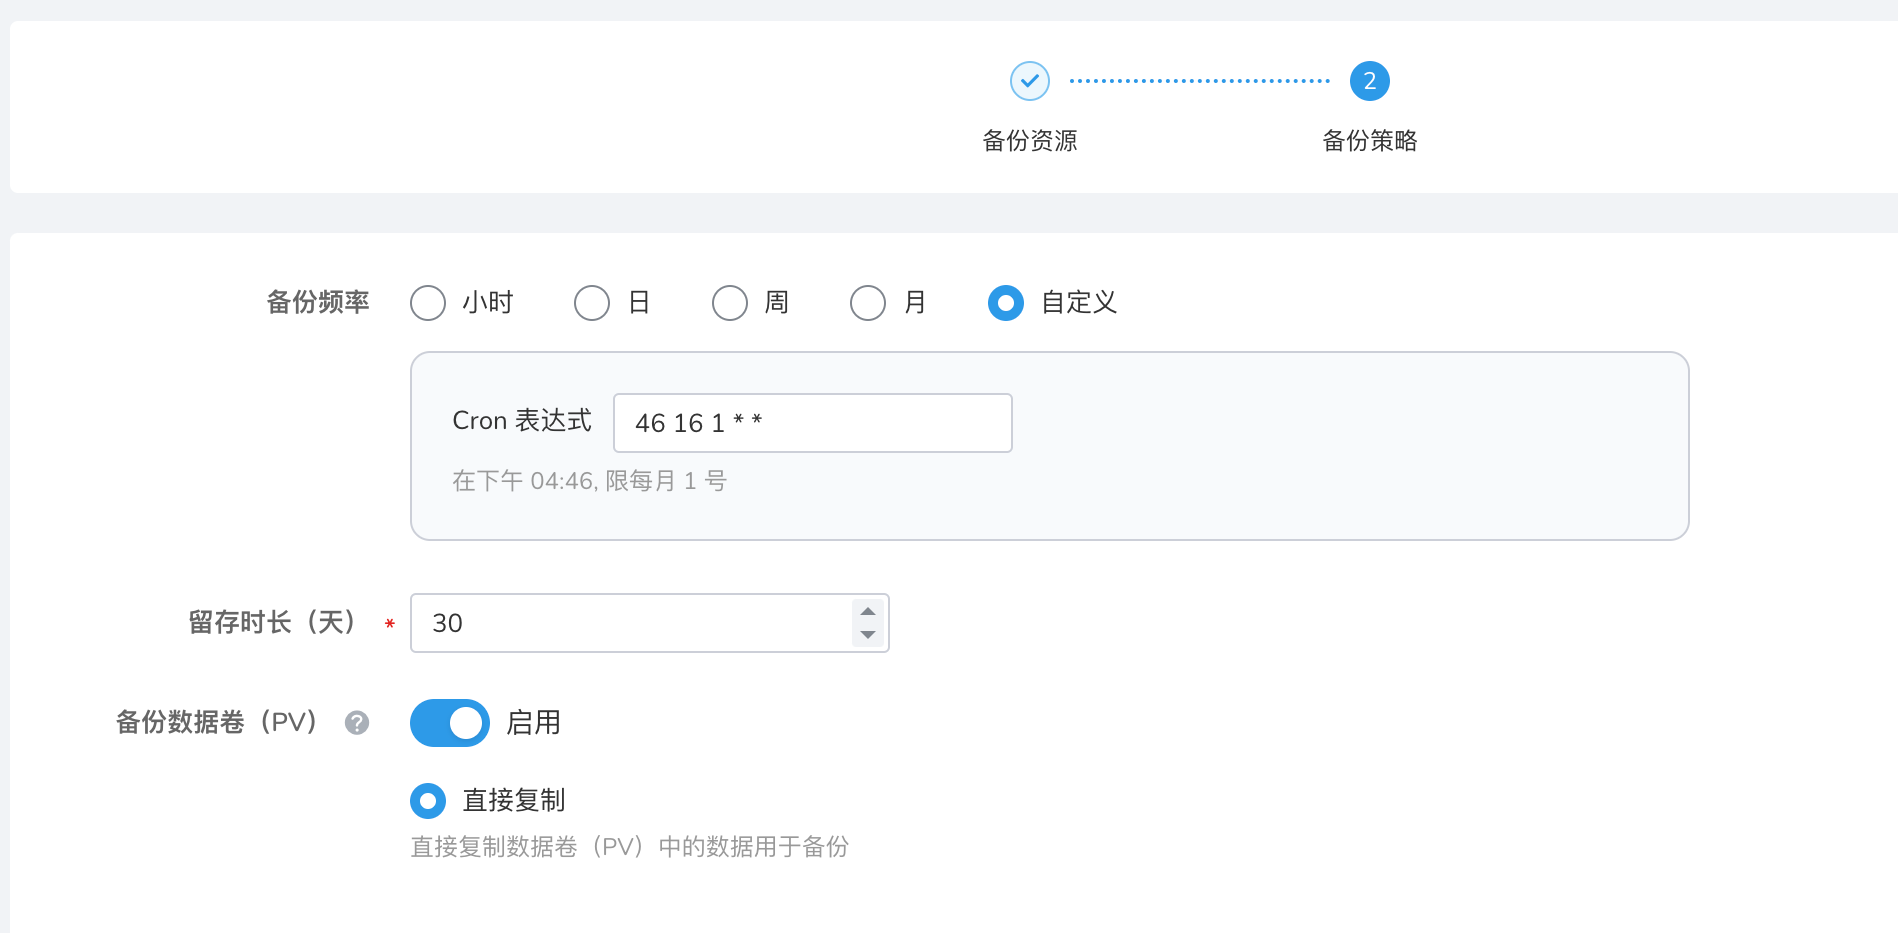 2
备份资源 备份策略
备份频率 小时 日 周 月 自定义
Cron 表达式 46 16 1 * *
在下午 04:46, 限每月 1 号
留存时长（天） * 30
备份数据卷（PV） ? 启用
直接复制
直接复制数据卷（PV）中的数据用于备份